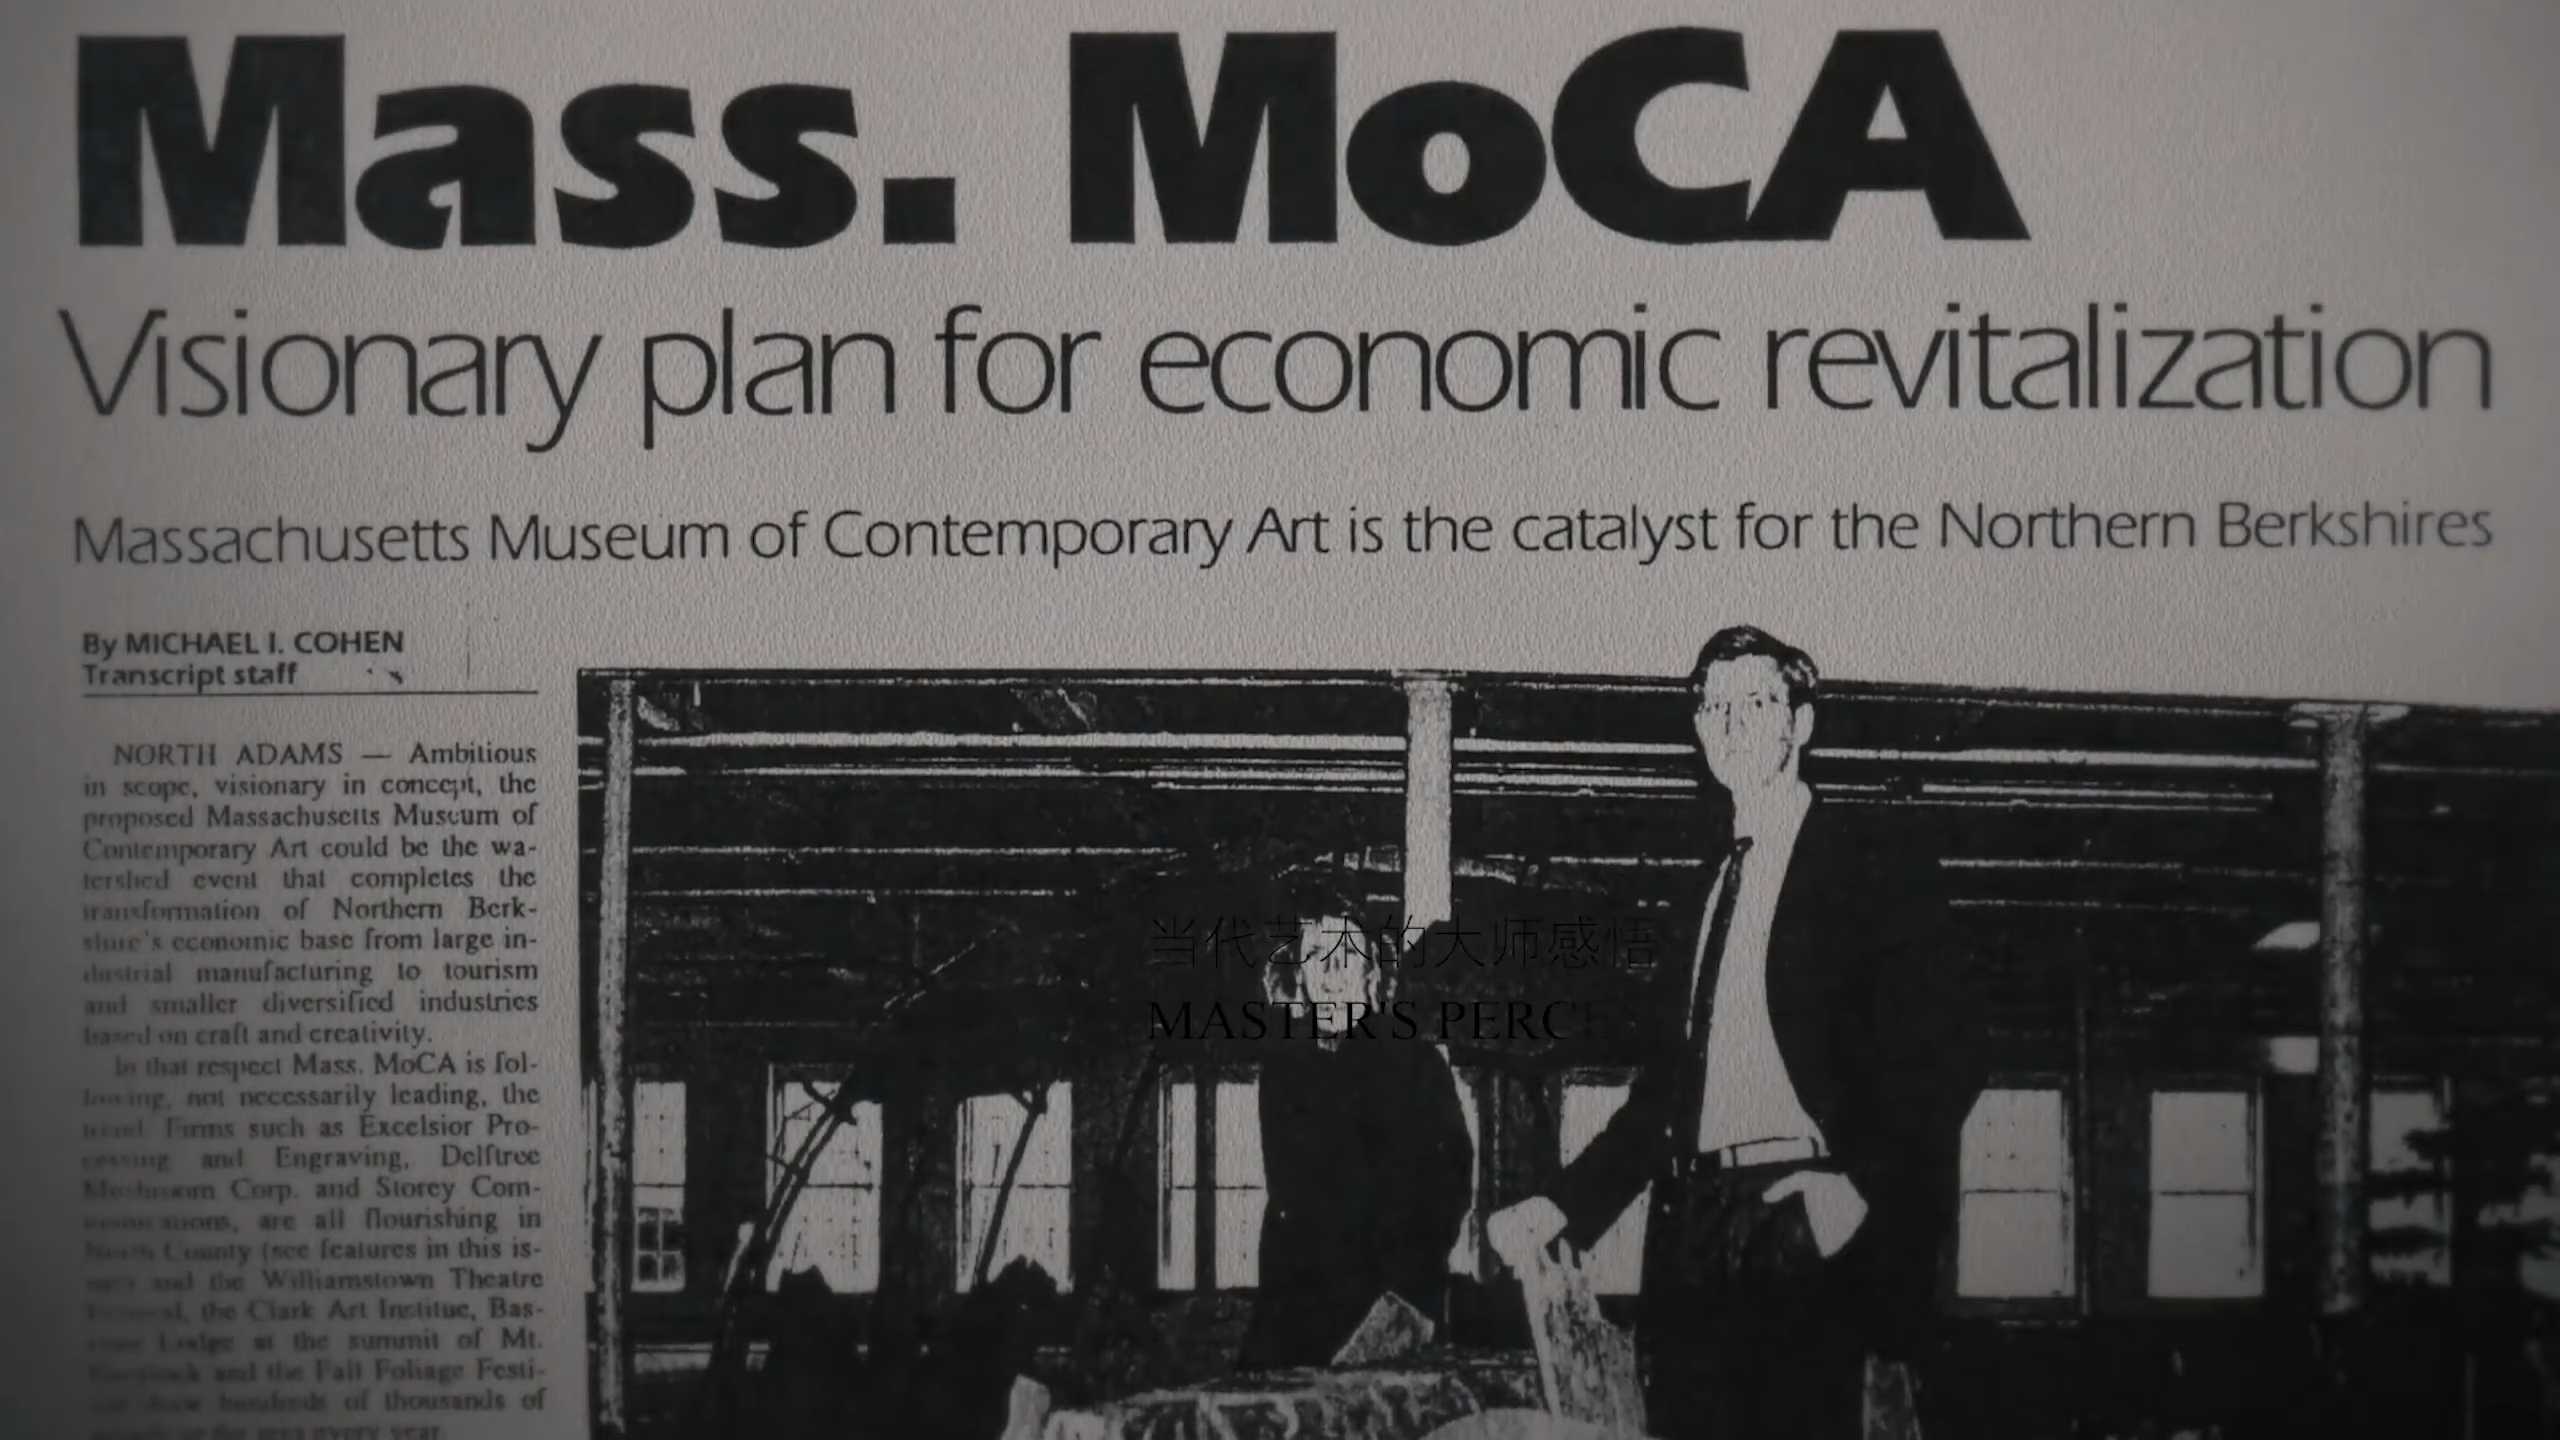 Mass. MoCA
Visionary plan for economic revitalization
Massachusetts Museum of Contemporary Art is the catalyst for the Northern Berkshires
By MICHAEL I. COHEN
Transcript staff
NORTH ADAMS — Ambitious
in scope, visionary in concept, the
proposed Massachusetts Museum of
Contemporary Art could be the wa-
tershed event that completes the
transformation of Northern Berk-
shire's economic base from large in-
dustrial manufacturing to tourism
and smaller diversified industries
based on craft and creativity.
In that respect Mass. MoCA is fol-
lowing, not necessarily leading, the
trend. Firms such as Excelsior Pro-
cessing and Engraving, Delftree
Mushroom Corp. and Storey Com-
munications, are all flourishing in
North County (see features in this is-
and the Williamstown Theatre
Festival, the Clark Art Institue, Bas-
Lodge at the summit of Mt.
and the Fall Foliage Festi-
hundreds of thousands of
every year
当代艺术的大师感悟
MASTER'S PERC